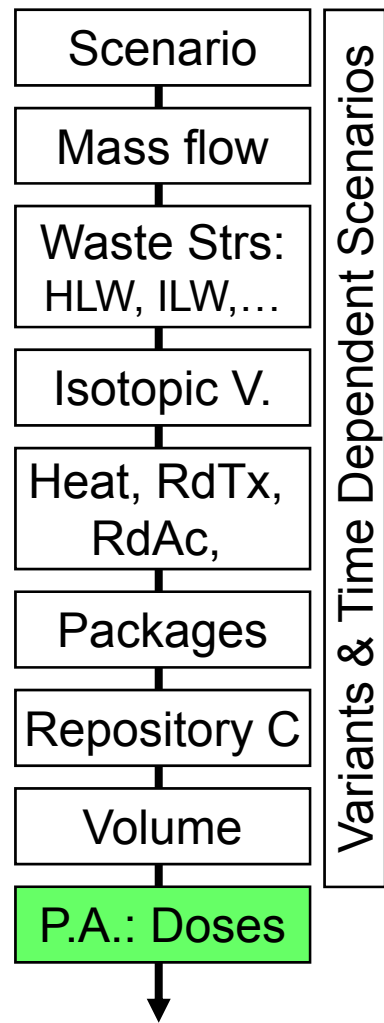 Scenario
Mass flow
Waste Strs:
HLW, ILW,…
Isotopic V.
Heat, RdTx,
RdAc,
Packages
Repository C
Volume
P.A.: Doses
Variants & Time Dependent Scenarios